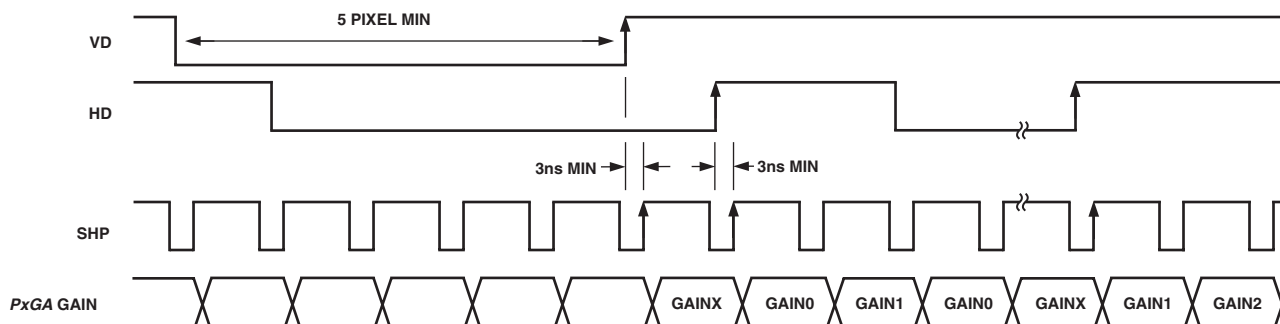 5 PIXEL MIN
VD
HD
3ns MIN
3ns MIN
SHP
PxGA GAIN
GAINX
GAIN0
GAIN1
GAIN0
GAINX
GAIN1
GAIN2